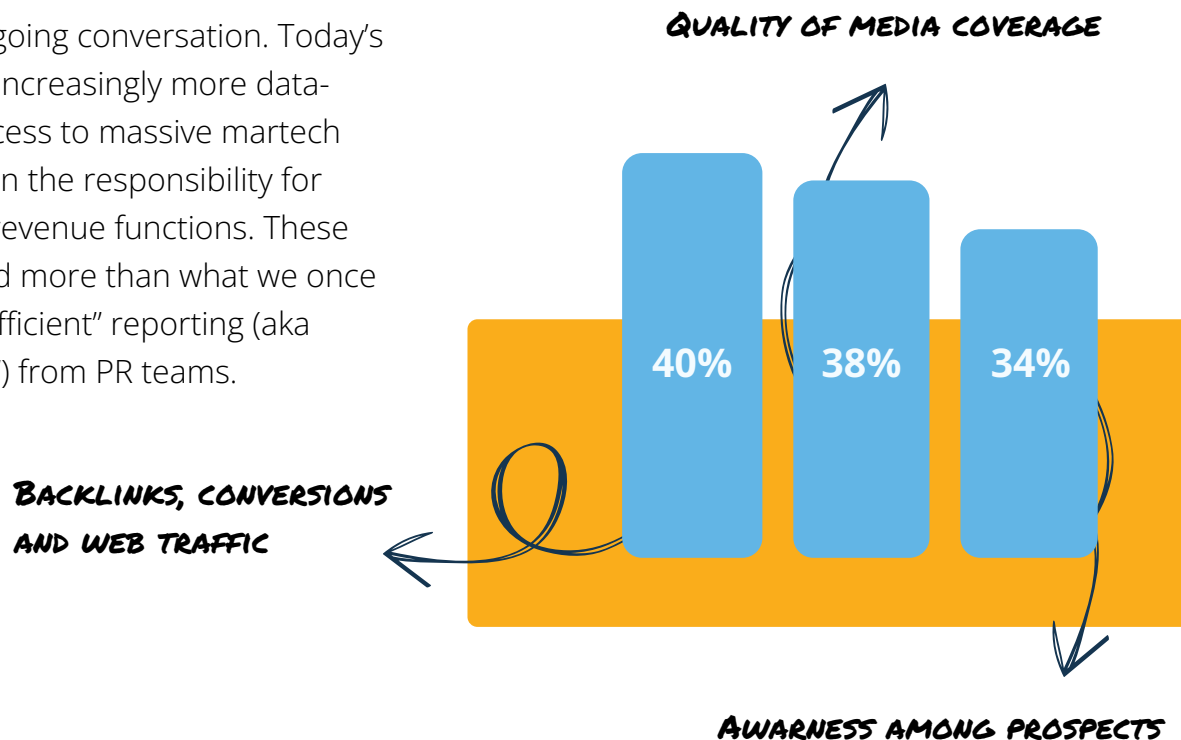 going conversation. Today’s
increasingly more data-
cess to massive martech
n the responsibility for
revenue functions. These
d more than what we once
fficient” reporting (aka
”) from PR teams.
QUALITY OF MEDIA COVERAGE
40%
38%
34%
BACKLINKS, CONVERSIONS
AND WEB TRAFFIC
AWARNESS AMONG PROSPECTS